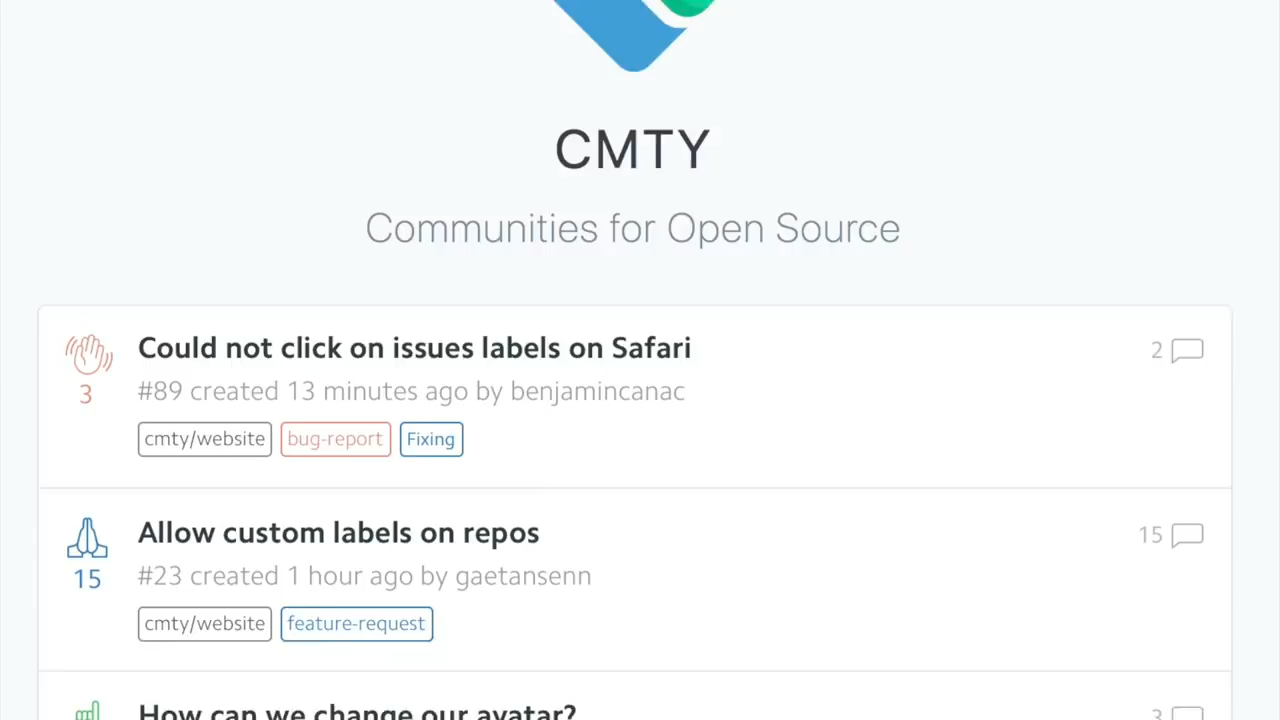 CMTY
Communities for Open Source
Could not click on issues labels on Safari
2
#89 created 13 minutes ago by benjamincanac
3
cmty/website bug-report Fixing
Allow custom labels on repos
15
#23 created 1 hour ago by gaetansenn
15
cmty/website feature-request
How can we change our avatar?
3